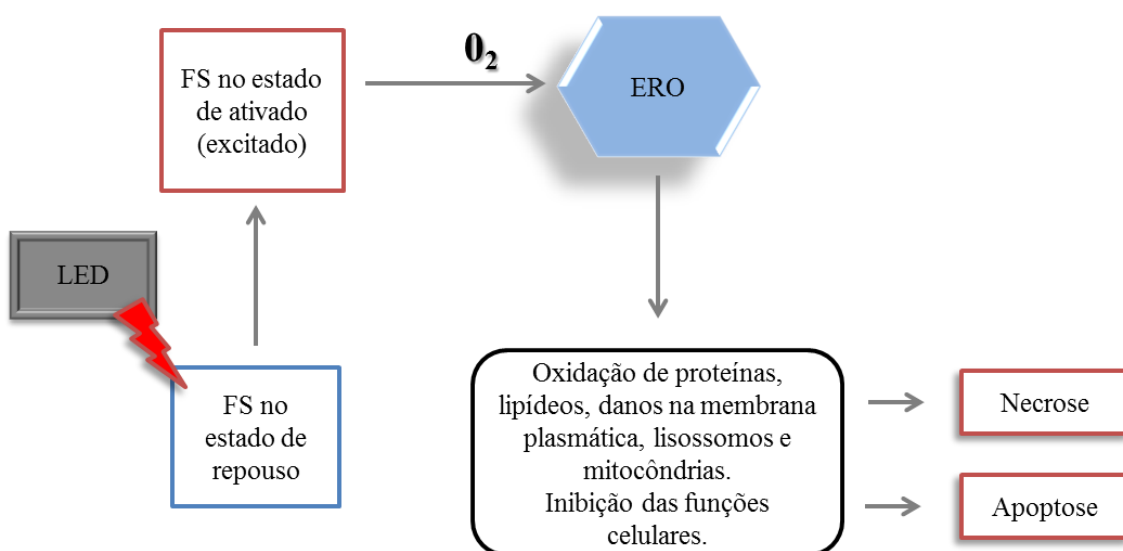 FS no estado
de ativado
(excitado)
0₂
ERO
LED
FS no
estado de
repouso
Oxidação de proteínas,
lipídeos, danos na membrana
plasmática, lisossomos e
mitocôndrias.
Inibição das funções
celulares.
Necrose
Apoptose